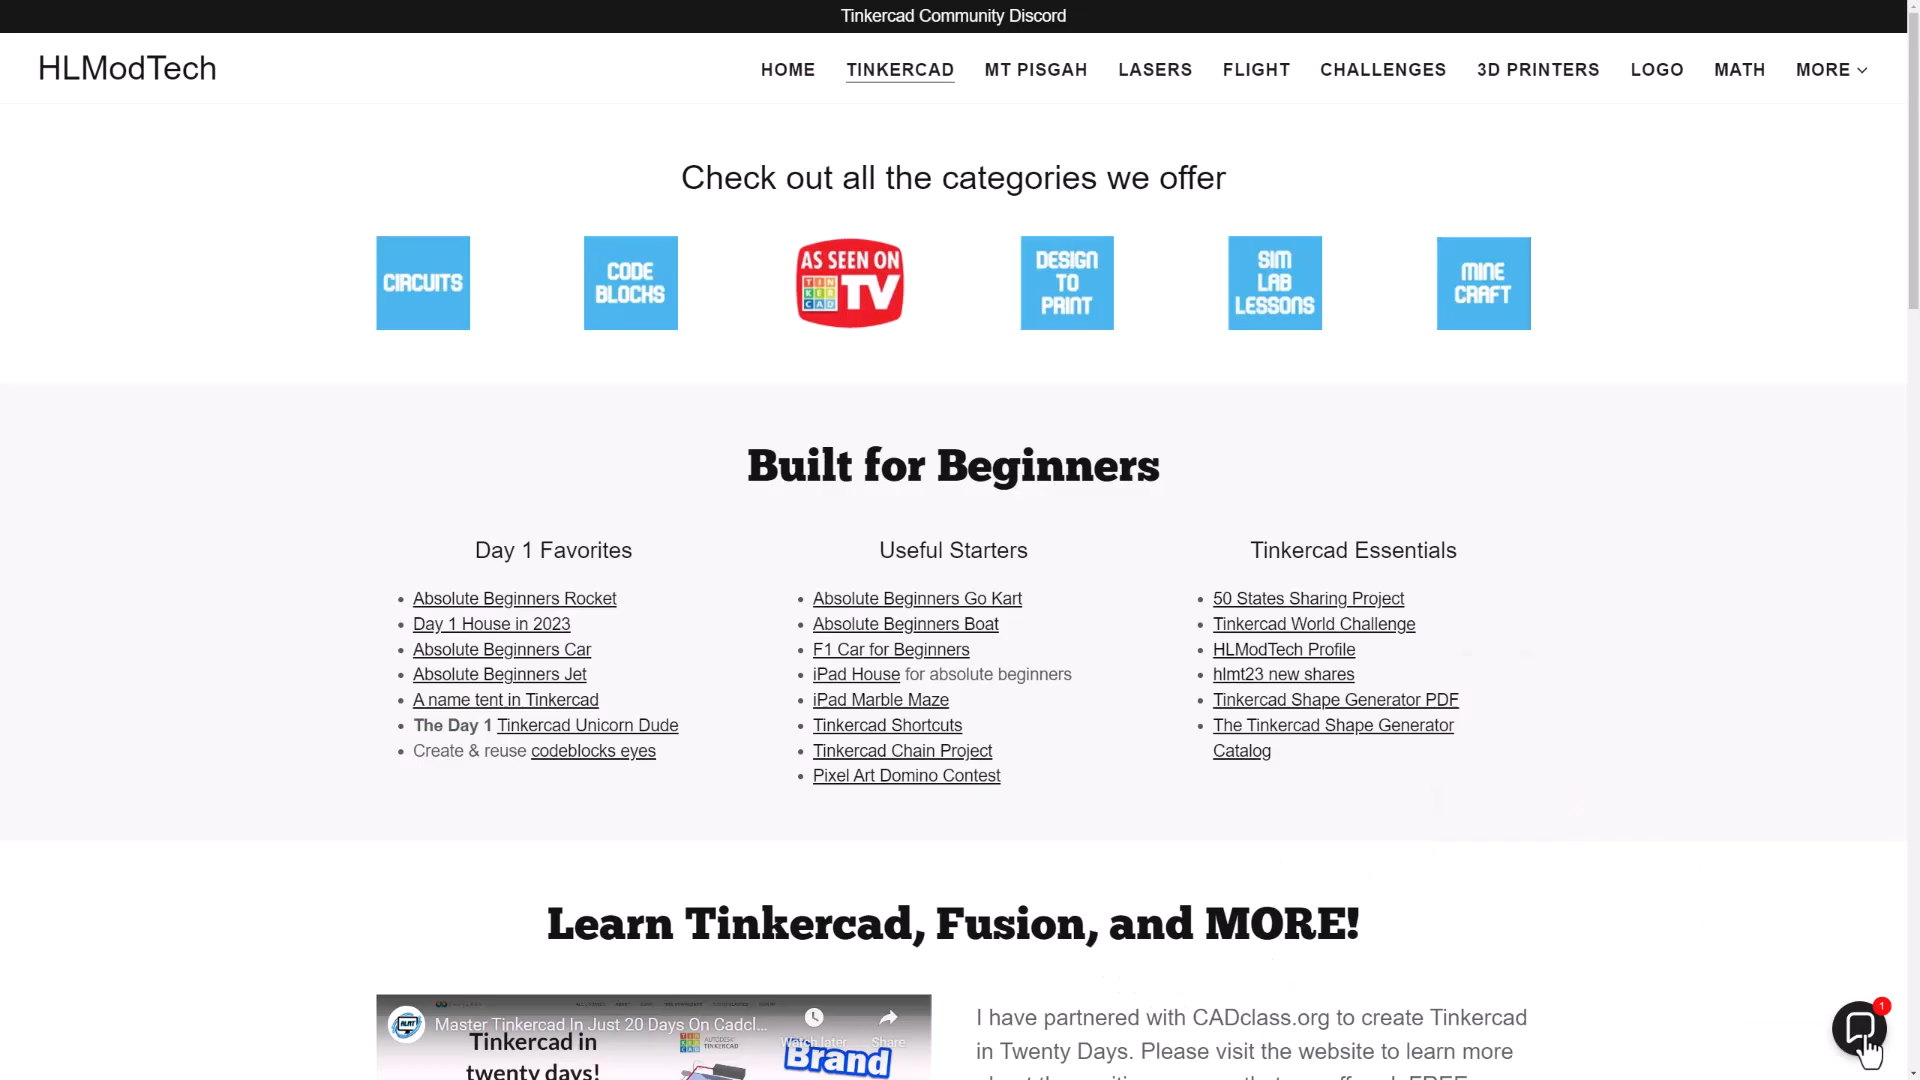 Tinkercad Community Discord
HLModTech
HOME TINKERCAD MT PISGAH LASERS FLIGHT CHALLENGES 3D PRINTERS LOGO MATH MORE
Check out all the categories we offer
CIRCUITS
CODE
BLOCKS
AS SEEN ON
TIN
KER
CAD
TV
DESIGN
TO
PRINT
SIM
LAB
LESSONS
MINE
CRAFT
Built for Beginners
Day 1 Favorites
Absolute Beginners Rocket
Day 1 House in 2023
Absolute Beginners Car
Absolute Beginners Jet
A name tent in Tinkercad
The Day 1 Tinkercad Unicorn Dude
Create & reuse codeblocks eyes
Useful Starters
Absolute Beginners Go Kart
Absolute Beginners Boat
F1 Car for Beginners
iPad House for absolute beginners
iPad Marble Maze
Tinkercad Shortcuts
Tinkercad Chain Project
Pixel Art Domino Contest
Tinkercad Essentials
50 States Sharing Project
Tinkercad World Challenge
HLModTech Profile
hlmt23 new shares
Tinkercad Shape Generator PDF
The Tinkercad Shape Generator
Catalog
Learn Tinkercad, Fusion, and MORE!
HLMT
Master Tinkercad In Just 20 Days On Cadcl...
Watch later
Share
Tinkercad in
twenty days!
AUTODESK
TINKERCAD
Brand
I have partnered with CADclass.org to create Tinkercad
in Twenty Days. Please visit the website to learn more
1